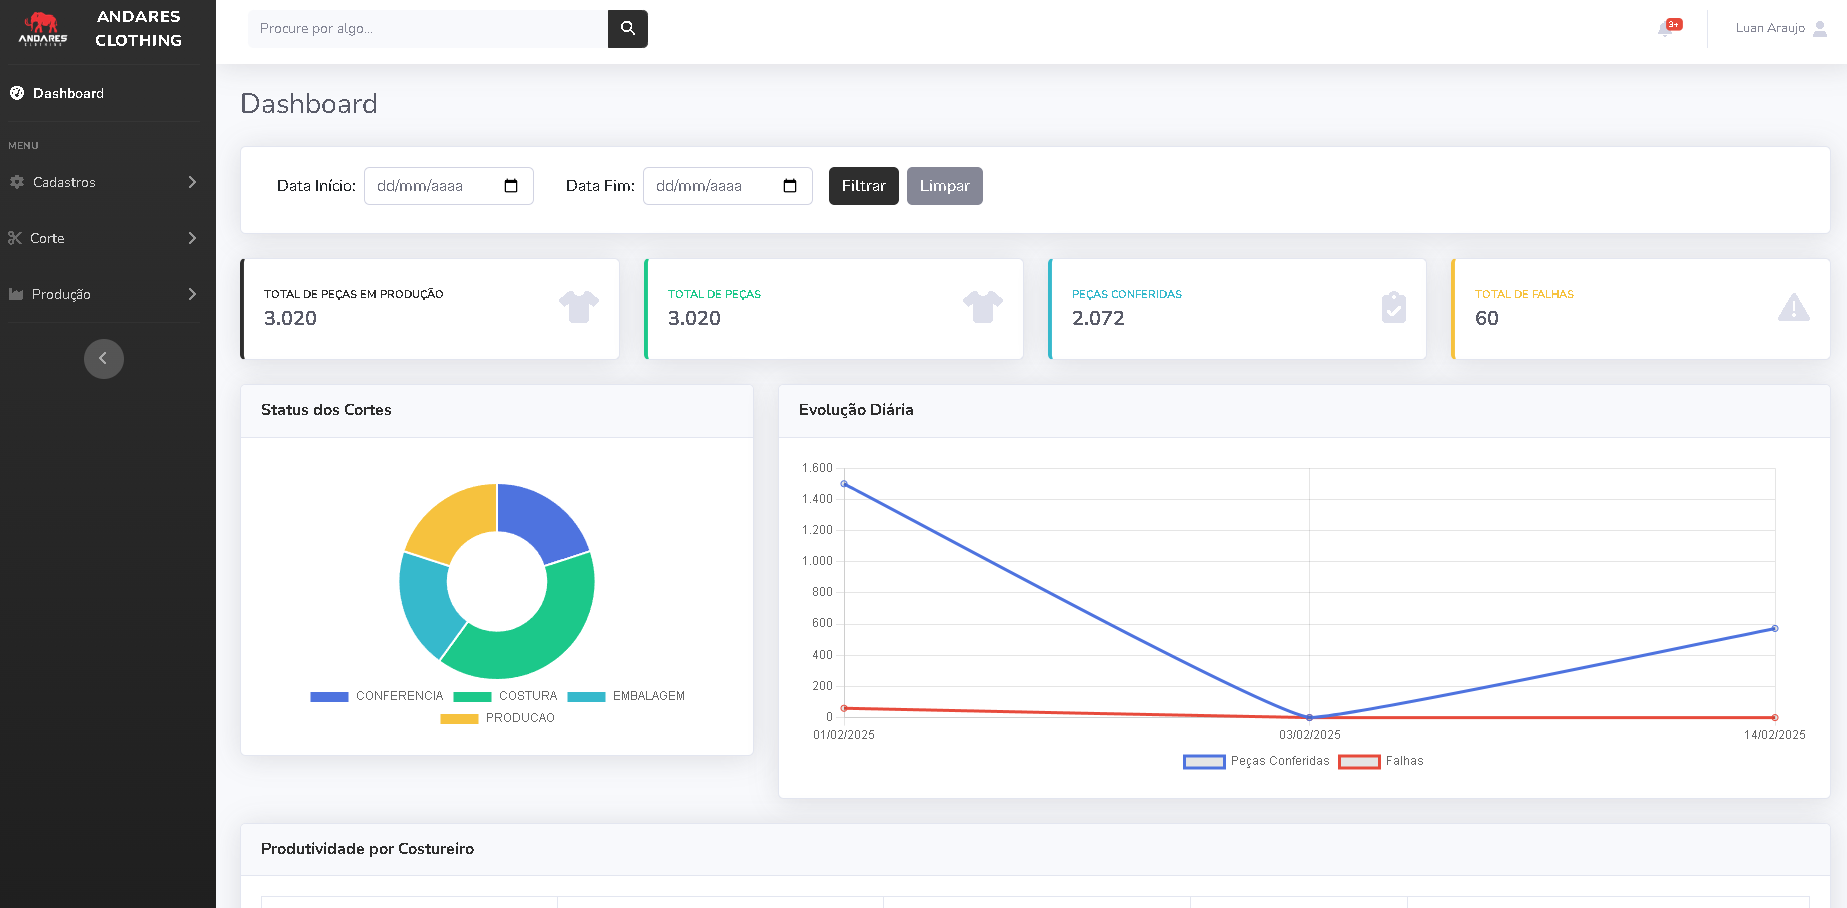 ANDARES
CLOTHING
ANDARES
CLOTHING
Procure por algo...
3+
Luan Araujo
Dashboard
MENU
Cadastros
Corte
Produção
Dashboard
Data Início: dd/mm/aaaa Data Fim: dd/mm/aaaa Filtrar Limpar
TOTAL DE PEÇAS EM PRODUÇÃO
3.020
TOTAL DE PEÇAS
3.020
PEÇAS CONFERIDAS
2.072
TOTAL DE FALHAS
60
Status dos Cortes
CONFERENCIA COSTURA EMBALAGEM
PRODUCAO
Evolução Diária
1.600
1.400
1.200
1.000
800
600
400
200
0
01/02/2025 03/02/2025 14/02/2025
Peças Conferidas Falhas
Produtividade por Costureiro